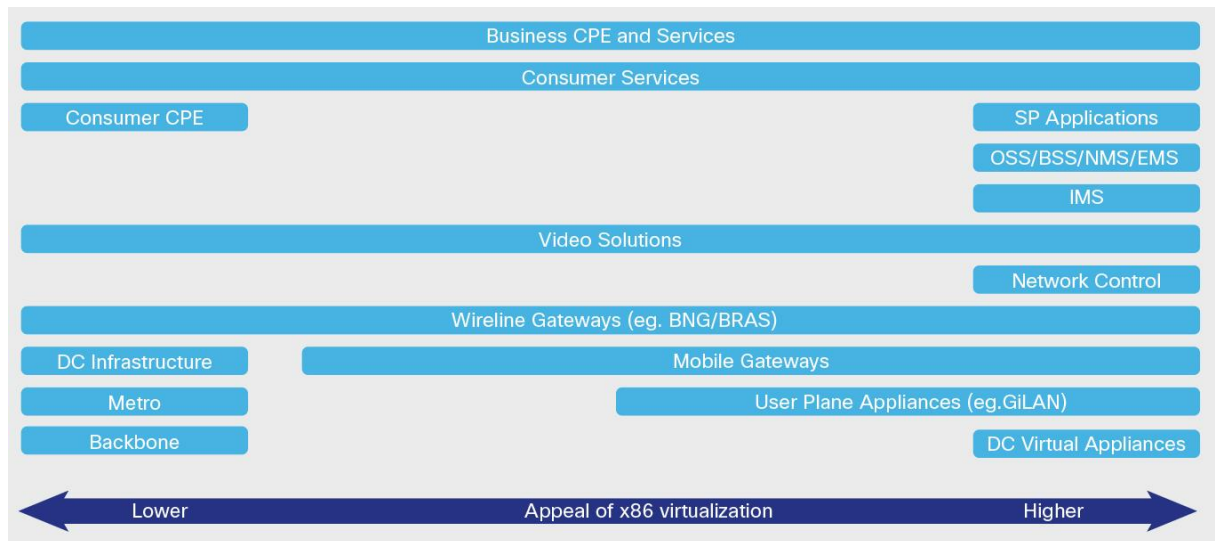 Business CPE and Services
Consumer Services
Consumer CPE
SP Applications
OSS/BSS/NMS/EMS
IMS
Video Solutions
Network Control
Wireline Gateways (eg. BNG/BRAS)
DC Infrastructure
Mobile Gateways
Metro
User Plane Appliances (eg.GiLAN)
Backbone
DC Virtual Appliances
Lower
Appeal of x86 virtualization
Higher